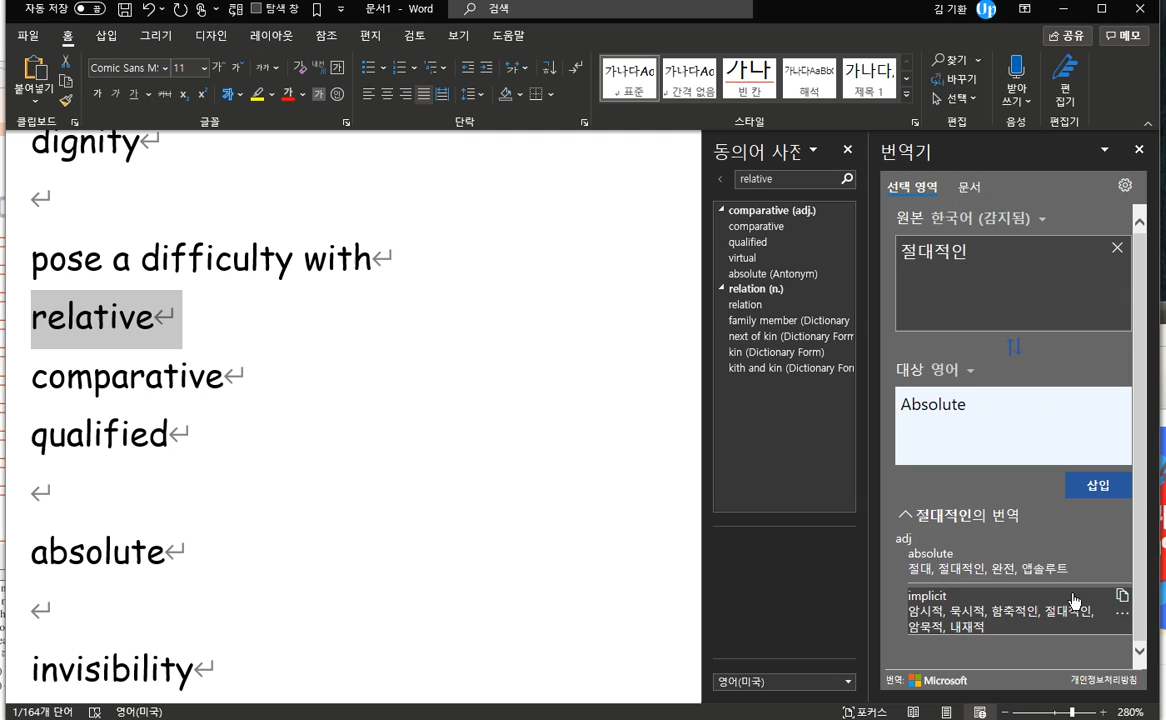 자동 저장 끔
탐색 창
문서1 - Word
검색
김 기환
파일 홈 삽입 그리기 디자인 레이아웃 참조 편지 검토 보기 도움말
공유
메모
붙여넣기
Comic Sans M
11
가나다Aa 가나다Aa 가나 가나다AaBbC 가나다.
표준 간격 없음 빈 칸 해석 제목 1
찾기
바꾸기
선택
받아
쓰기
편
집기
클립보드 글꼴 단락 스타일 편집 음성 편집기
dignity
pose a difficulty with
relative
comparative
qualified
absolute
invisibility
동의어 사전
relative
comparative (adj.)
comparative
qualified
virtual
absolute (Antonym)
relation (n.)
relation
family member (Dictionary
next of kin (Dictionary Form
kin (Dictionary Form)
kith and kin (Dictionary For
영어(미국)
번역기
선택 영역 문서
원본 한국어 (감지됨)
절대적인
대상 영어
Absolute
삽입
절대적인의 번역
adj
absolute
절대, 절대적인, 완전, 앱솔루트
implicit
암시적, 묵시적, 함축적인, 절대적인,
암묵적, 내재적
번역: Microsoft
개인정보처리방침
1/164개 단어
영어(미국)
포커스
280%